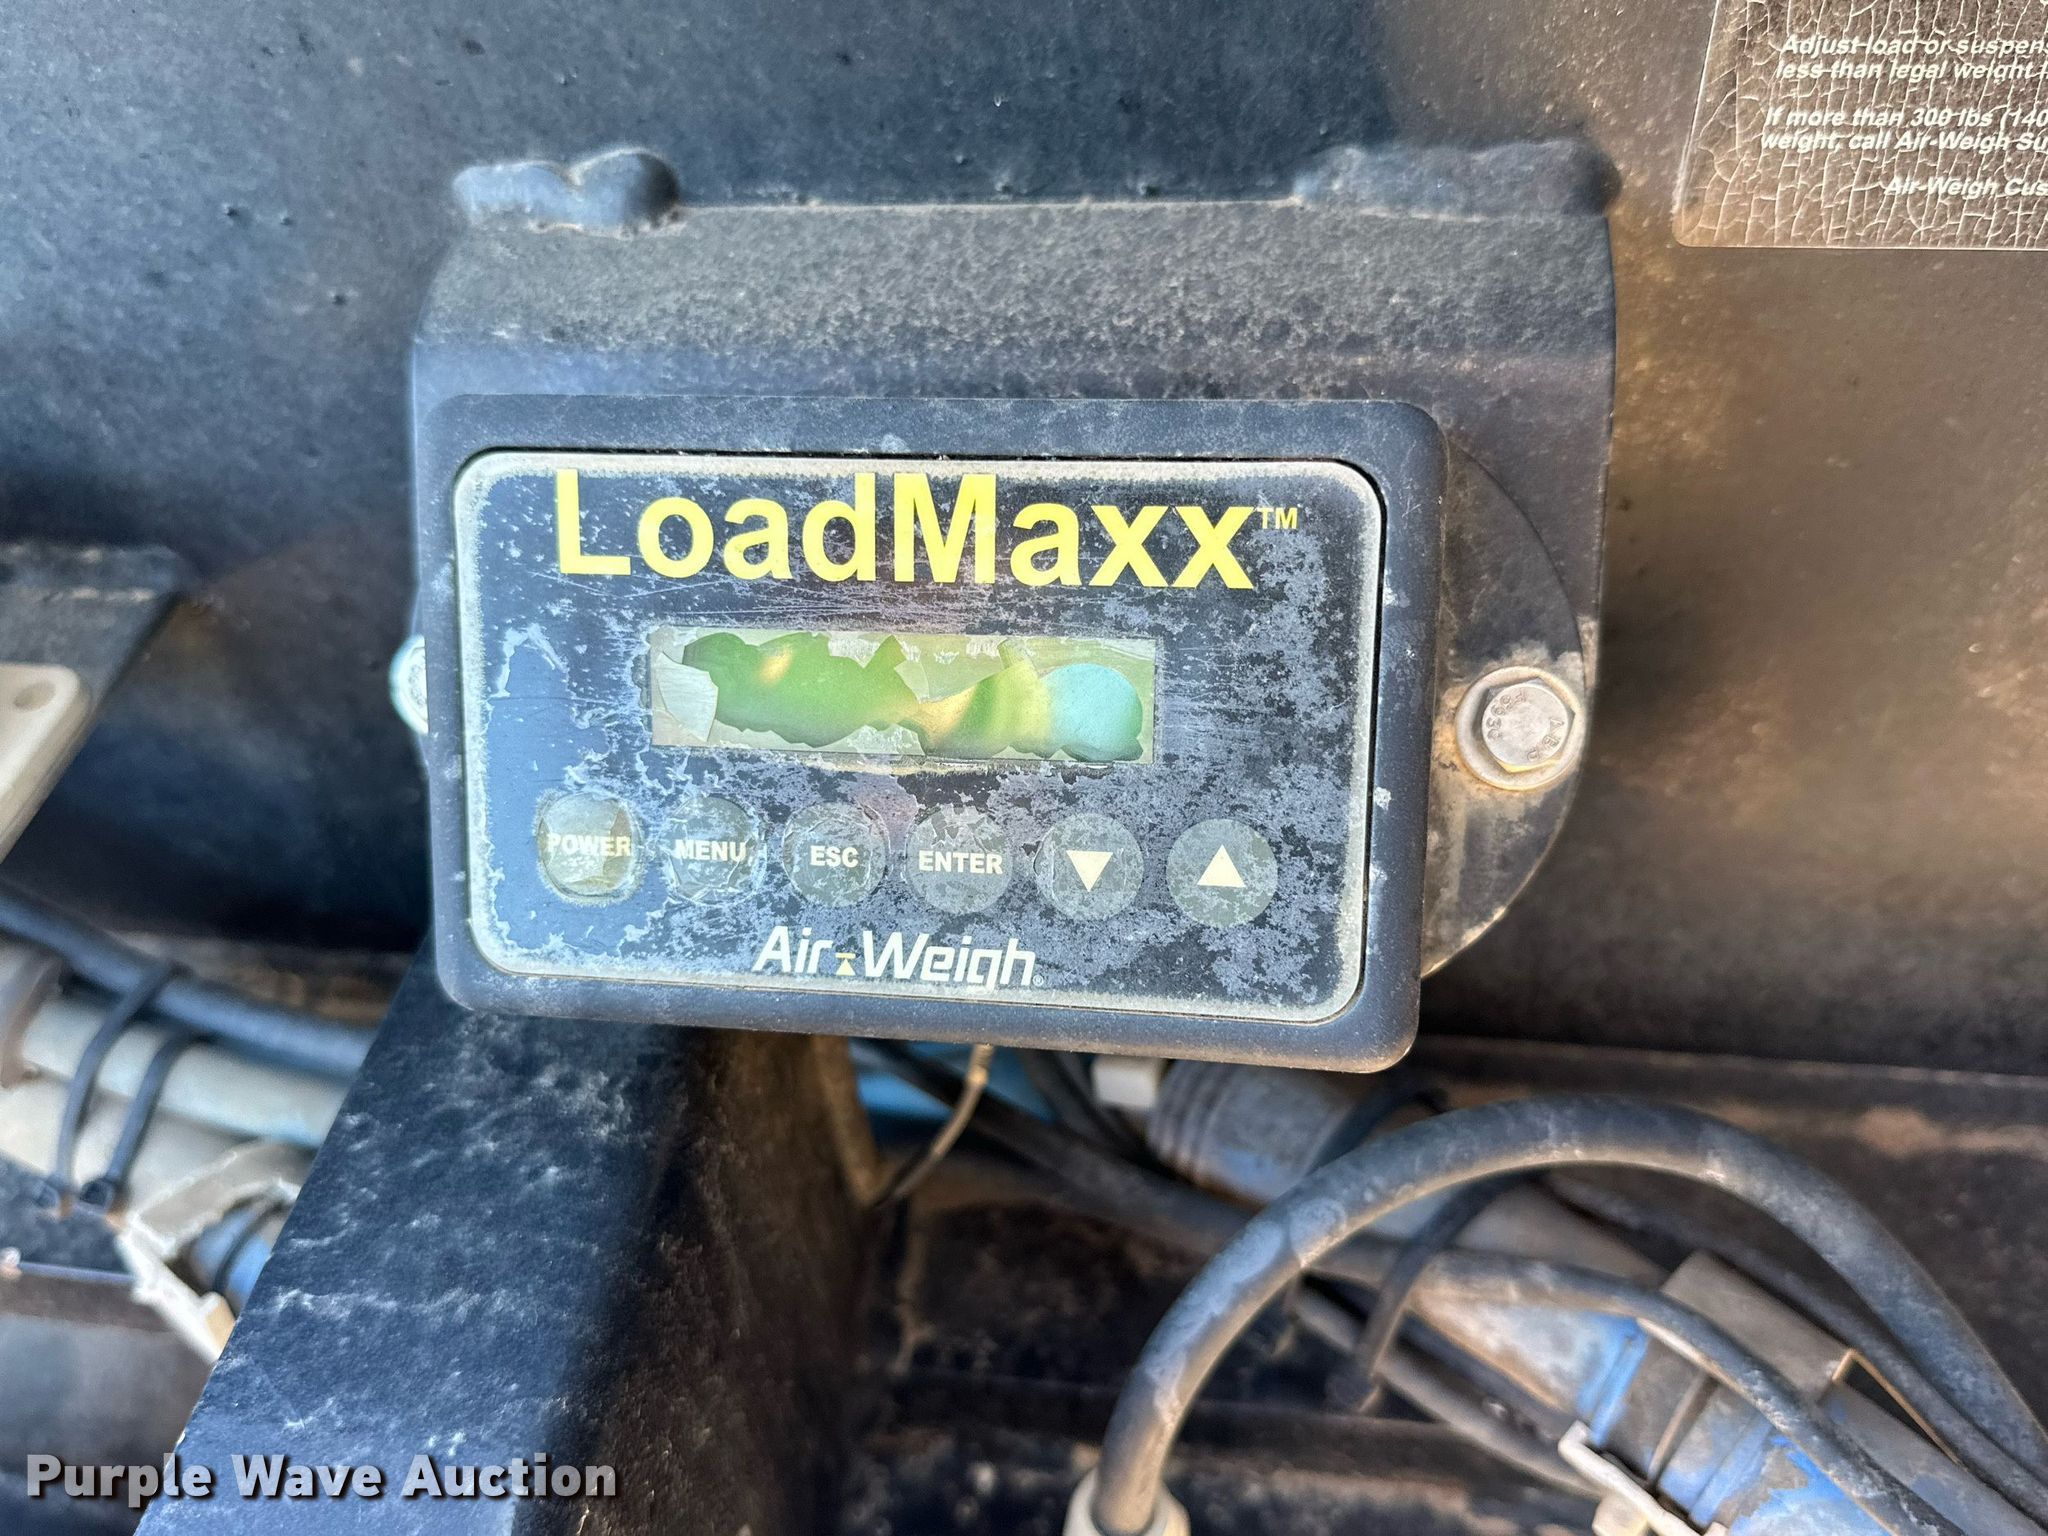 Adjust load or suspens
less than legal weight
If more than 300 lbs (140
weight, call Air-Weigh Su
Air-Weigh Cus
LoadMaxx™
POWER MENU ESC ENTER ▼ ▲
Air-Weigh®
Purple Wave Auction